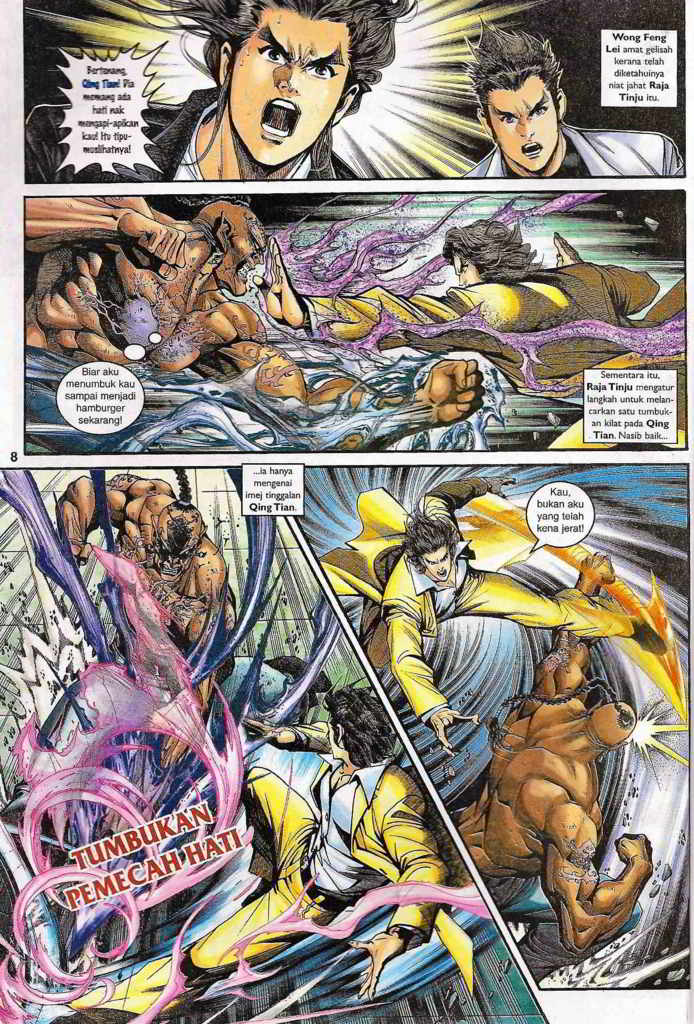 Bertenang,
Qing Tian! Dia
memang ada
hati nak
mengapi-apikan
kau! Itu tipu-
muslihatnya!
Wong Feng
Lei amat gelisah
kerana telah
diketahuinya
niat jahat Raja
Tinju itu.
Biar aku
menumbuk kau
sampai menjadi
hamburger
sekarang!
Sementara itu,
Raja Tinju mengatur
langkah untuk melan-
carkan satu tumbuk-
an kilat pada Qing
Tian. Nasib baik...
8
...ia hanya
mengenai
imej tinggalan
Qing Tian.
Kau,
bukan aku
yang telah
kena jerat!
TUMBUKAN
PEMECAH HATI